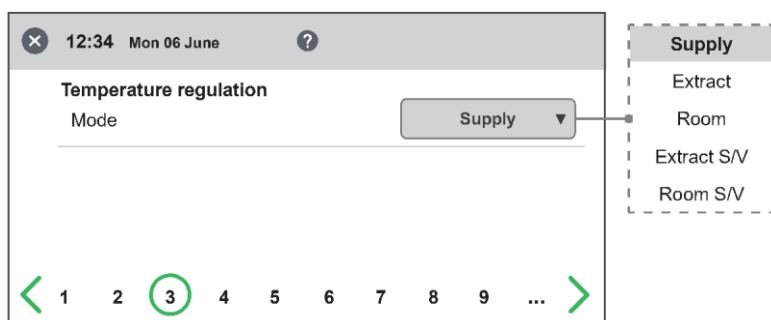 12:34 Mon 06 June ?
Temperature regulation
Mode
Supply ▼
1 2 3 4 5 6 7 8 9 ...
Supply
Extract
Room
Extract S/V
Room S/V